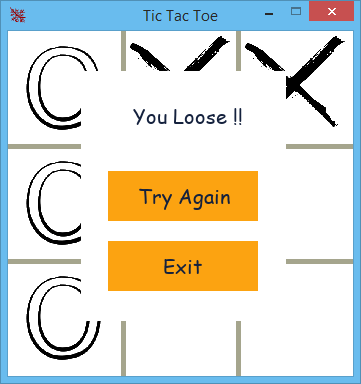 Tic Tac Toe
O X X
You Loose !!
Try Again
O
Exit
O